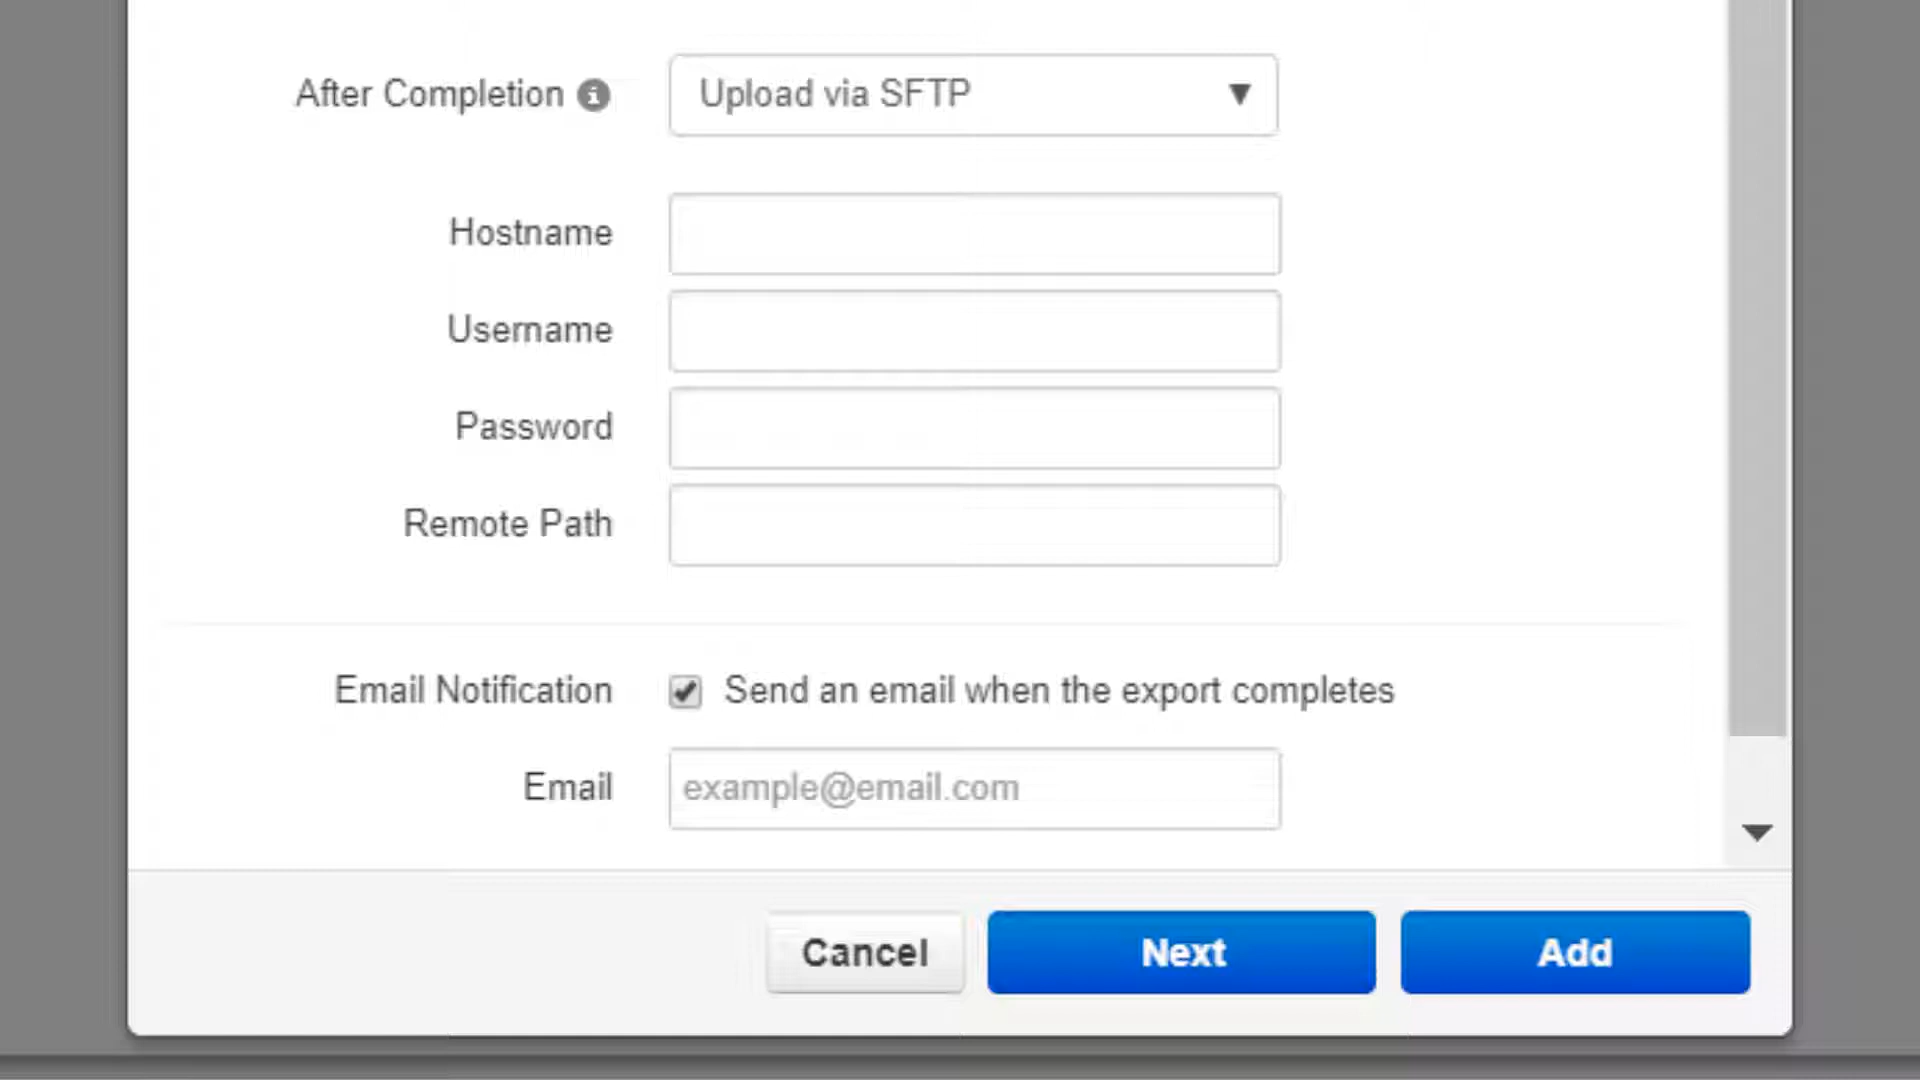 After Completion
Upload via SFTP
Hostname
Username
Password
Remote Path
Email Notification
Send an email when the export completes
Email
example@email.com
Cancel
Next
Add